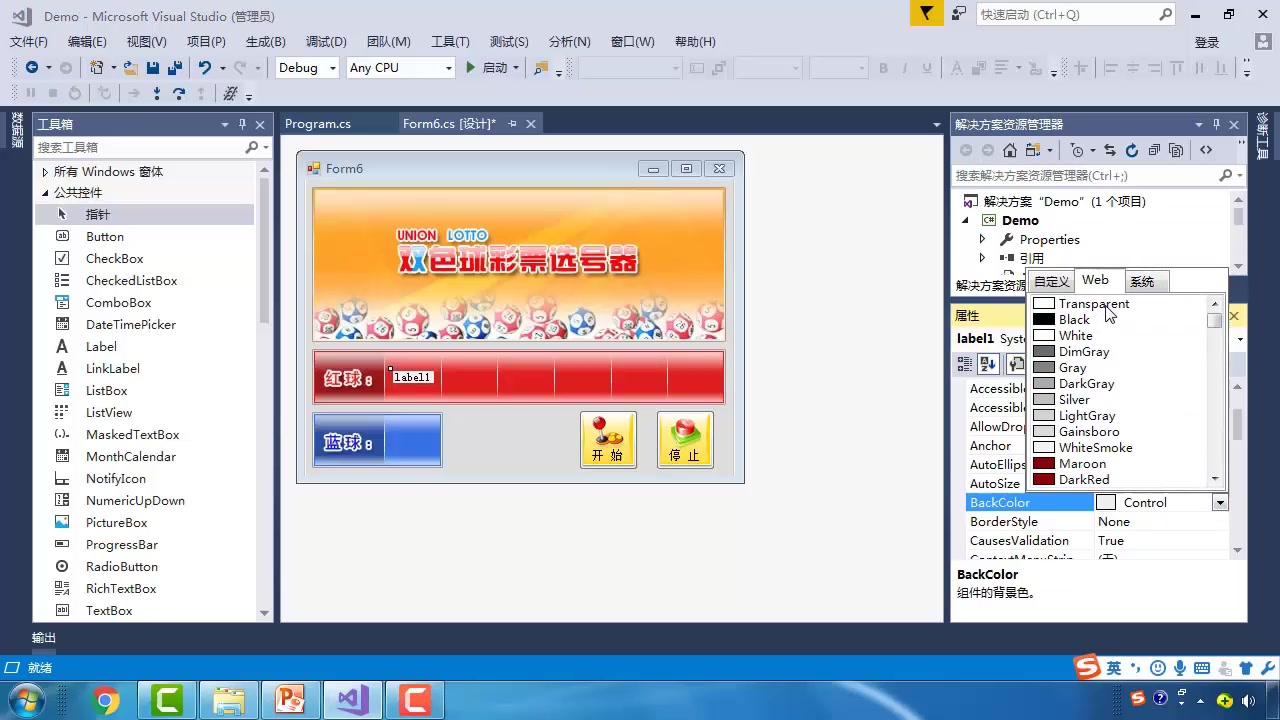 Demo - Microsoft Visual Studio (管理员)
快速启动 (Ctrl+Q)
文件(F) 编辑(E) 视图(V) 项目(P) 生成(B) 调试(D) 团队(M) 工具(T) 测试(S) 分析(N) 窗口(W) 帮助(H)
登录
Debug Any CPU 启动
工具箱
搜索工具箱
所有 Windows 窗体
公共控件
指针
Button
CheckBox
CheckedListBox
ComboBox
DateTimePicker
Label
LinkLabel
ListBox
ListView
MaskedTextBox
MonthCalendar
NotifyIcon
NumericUpDown
PictureBox
ProgressBar
RadioButton
RichTextBox
TextBox
输出
Program.cs
Form6.cs [设计]*
Form6
UNION LOTTO
双色球彩票选号器
红球:
label1
蓝球:
开 始
停 止
解决方案资源管理器
搜索解决方案资源管理器(Ctrl+;)
解决方案 “Demo”(1 个项目)
Demo
Properties
引用
解决方案资源
自定义 Web 系统
Transparent
Black
White
DimGray
Gray
DarkGray
Silver
LightGray
Gainsboro
WhiteSmoke
Maroon
DarkRed
属性
label1 Syst
Accessibl
Accessibl
AllowDrop
Anchor
AutoEllips
AutoSize
BackColor Control
BorderStyle None
CausesValidation True
BackColor
组件的背景色。
诊断工具
就绪
英